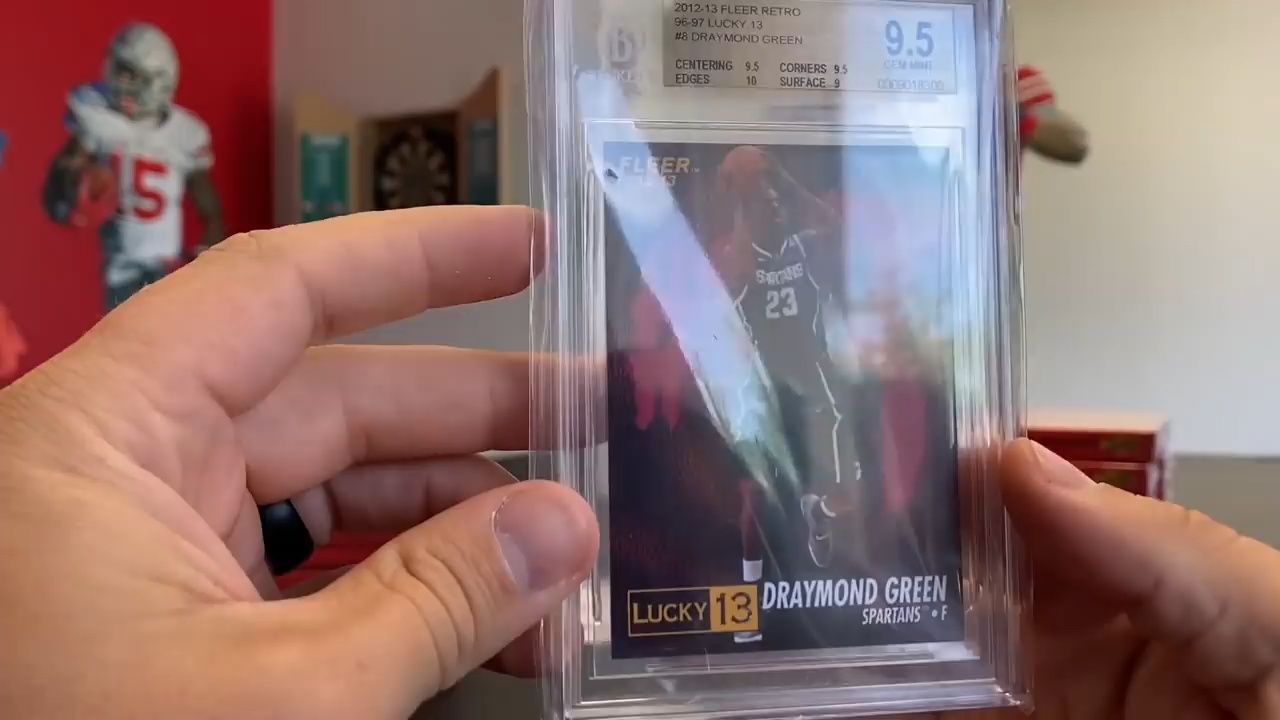 2012-13 FLEER RETRO
96-97 LUCKY 13
#8 DRAYMOND GREEN
9.5
GEM MINT
CENTERING 9.5 CORNERS 9.5
EDGES 10 SURFACE 9
0009018300
FLEER
SPARTANS
23
LUCKY 13
DRAYMOND GREEN
SPARTANS • F
15